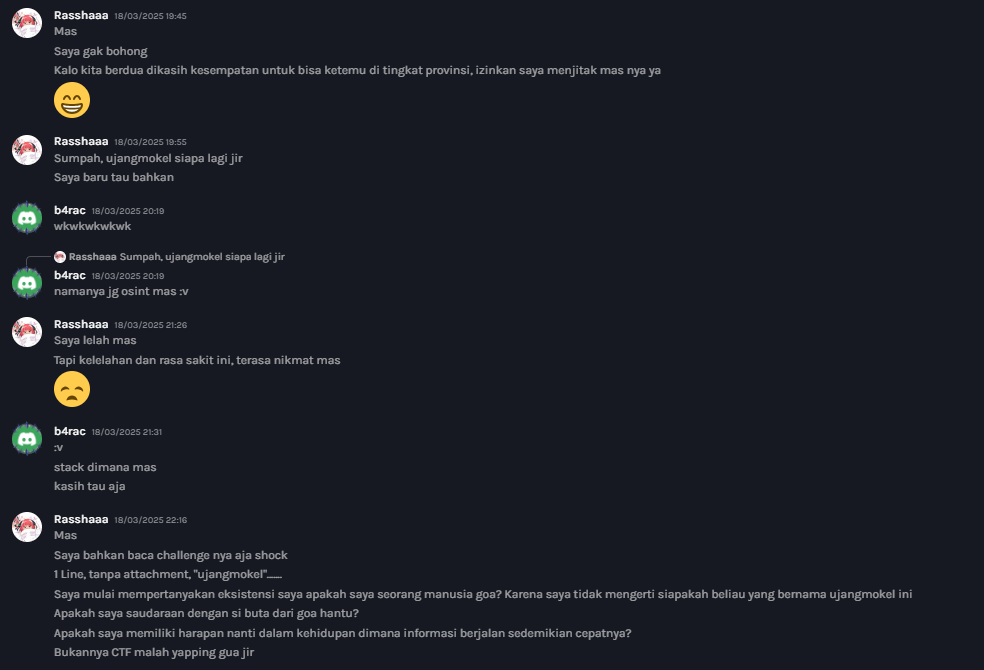 Rasshaaa 18/03/2025 19:45
Mas
Saya gak bohong
Kalo kita berdua dikasih kesempatan untuk bisa ketemu di tingkat provinsi, izinkan saya menjitak mas nya ya
Rasshaaa 18/03/2025 19:55
Sumpah, ujangmokel siapa lagi jir
Saya baru tau bahkan
b4rac 18/03/2025 20:19
wkwkwkwkwk
Rasshaaa Sumpah, ujangmokel siapa lagi jir
b4rac 18/03/2025 20:19
namanya jg osint mas :v
Rasshaaa 18/03/2025 21:26
Saya lelah mas
Tapi kelelahan dan rasa sakit ini, terasa nikmat mas
b4rac 18/03/2025 21:31
:v
stack dimana mas
kasih tau aja
Rasshaaa 18/03/2025 22:16
Mas
Saya bahkan baca challenge nya aja shock
1 Line, tanpa attachment, "ujangmokel".......
Saya mulai mempertanyakan eksistensi saya apakah saya seorang manusia goa? Karena saya tidak mengerti siapakah beliau yang bernama ujangmokel ini
Apakah saya saudaraan dengan si buta dari goa hantu?
Apakah saya memiliki harapan nanti dalam kehidupan dimana informasi berjalan sedemikian cepatnya?
Bukannya CTF malah yapping gua jir